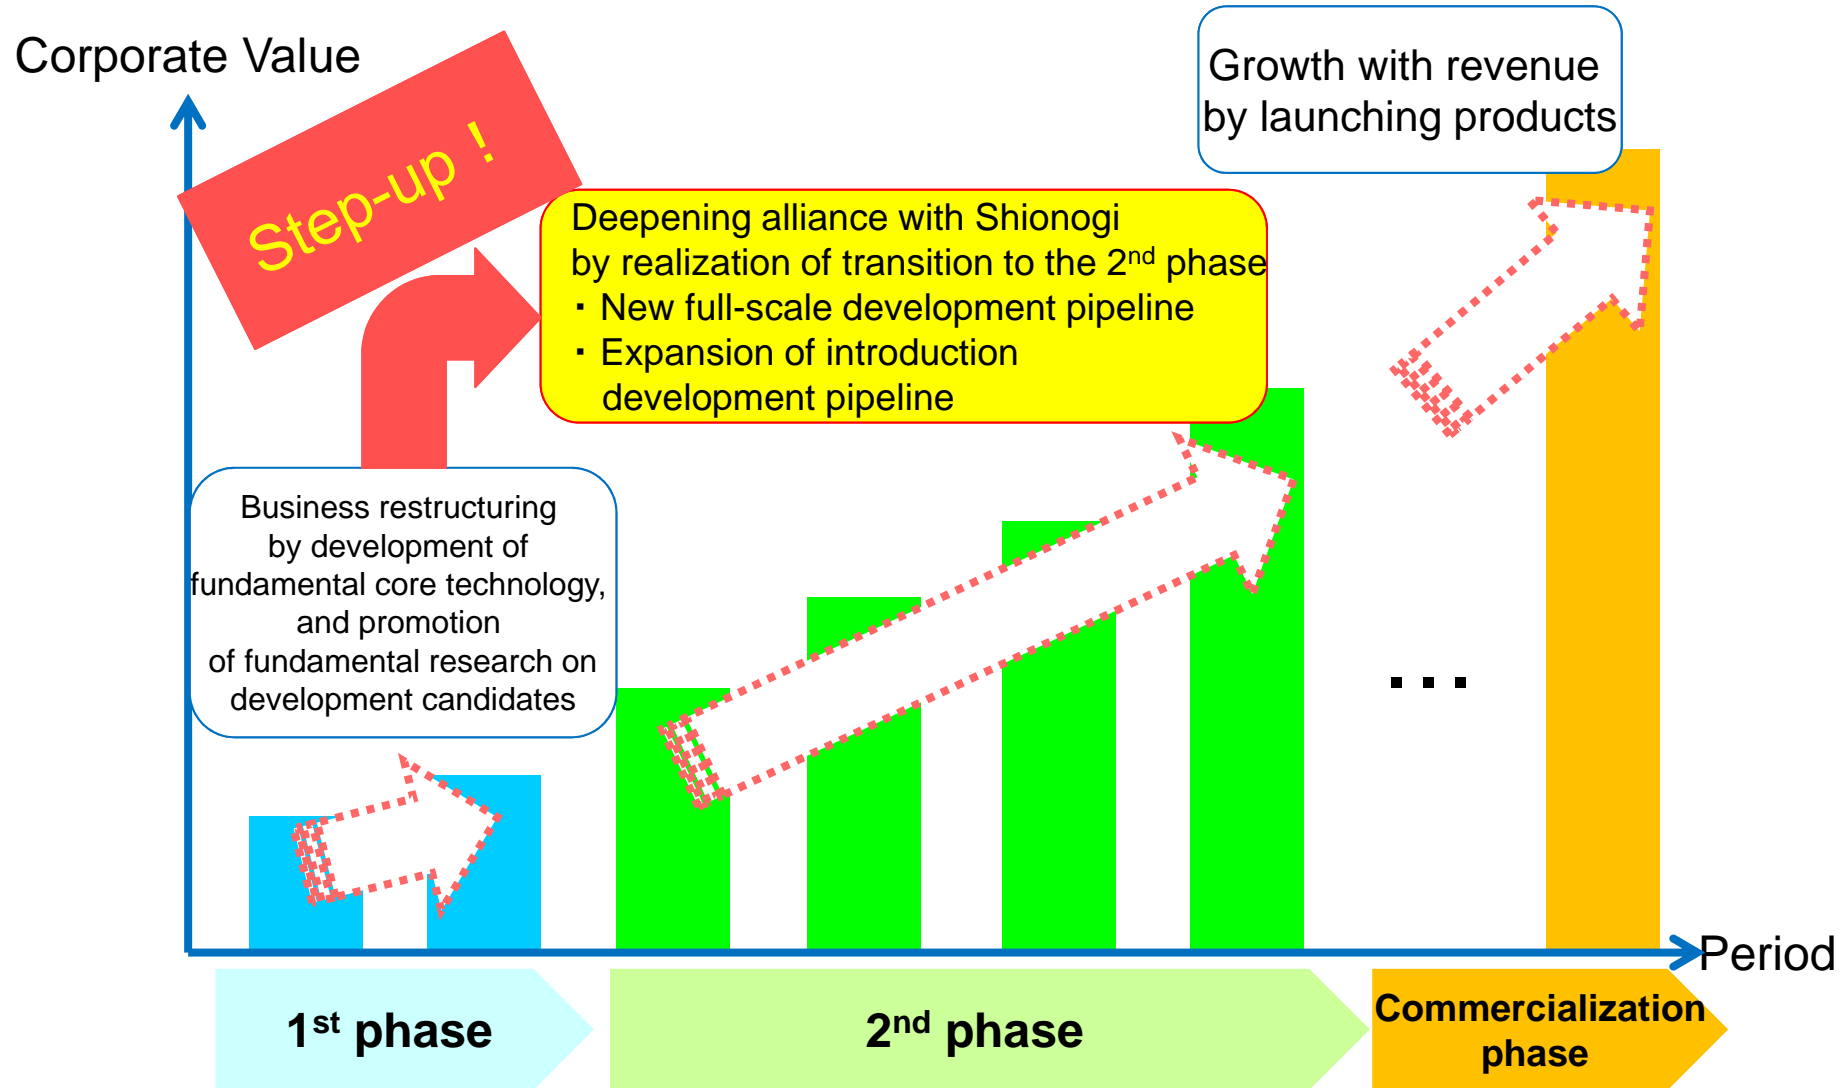 Corporate Value
Step-up !
Growth with revenue
by launching products
Deepening alliance with Shionogi
by realization of transition to the 2nd phase
・New full-scale development pipeline
・Expansion of introduction
development pipeline
Business restructuring
by development of
fundamental core technology,
and promotion
of fundamental research on
development candidates
...
Period
1st phase
2nd phase
Commercialization
phase